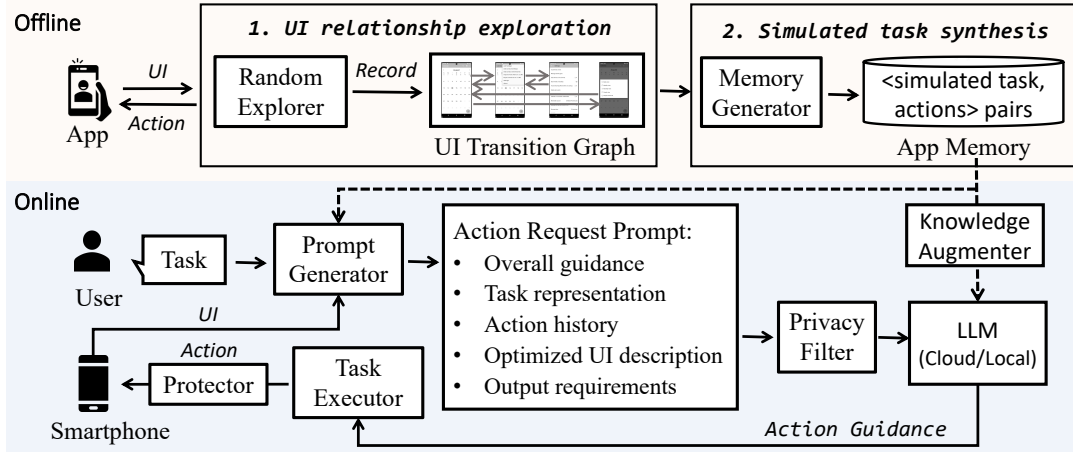 Offline
1. UI relationship exploration
2. Simulated task synthesis
UI
Action
App
Random
Explorer
Record
UI Transition Graph
Memory
Generator
<simulated task,
actions> pairs
App Memory
Online
User
Task
Prompt
Generator
Action Request Prompt:
• Overall guidance
• Task representation
• Action history
• Optimized UI description
• Output requirements
Privacy
Filter
Knowledge
Augmenter
LLM
(Cloud/Local)
UI
Action
Protector
Task
Executor
Smartphone
Action Guidance